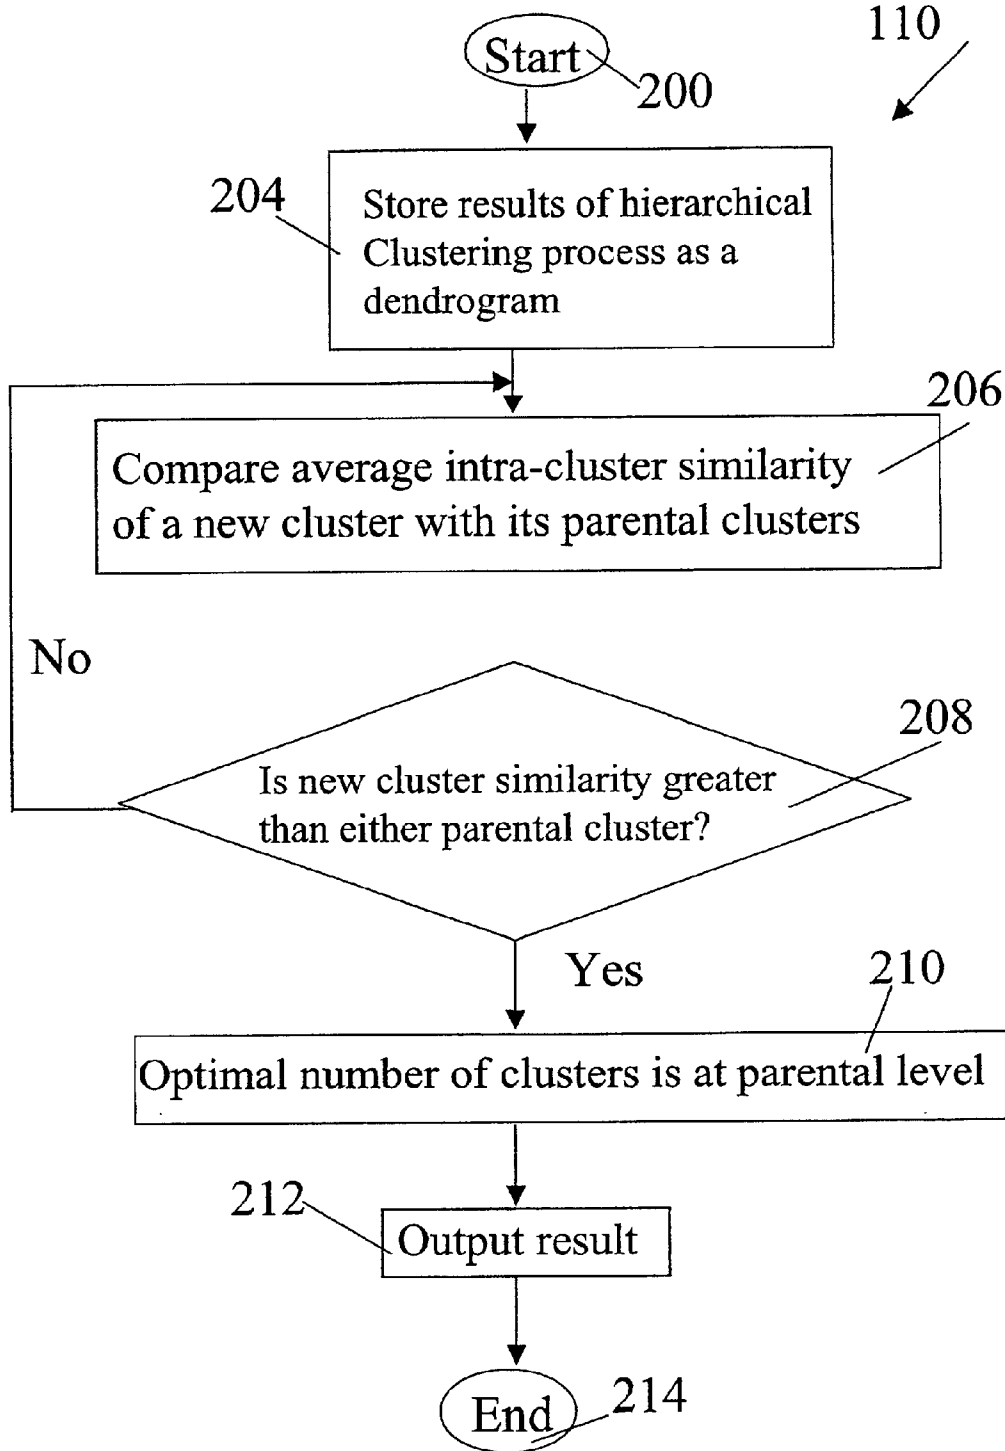 110
Start
200
204
Store results of hierarchical
Clustering process as a
dendrogram
206
Compare average intra-cluster similarity
of a new cluster with its parental clusters
No
208
Is new cluster similarity greater
than either parental cluster?
Yes
210
Optimal number of clusters is at parental level
212
Output result
End
214